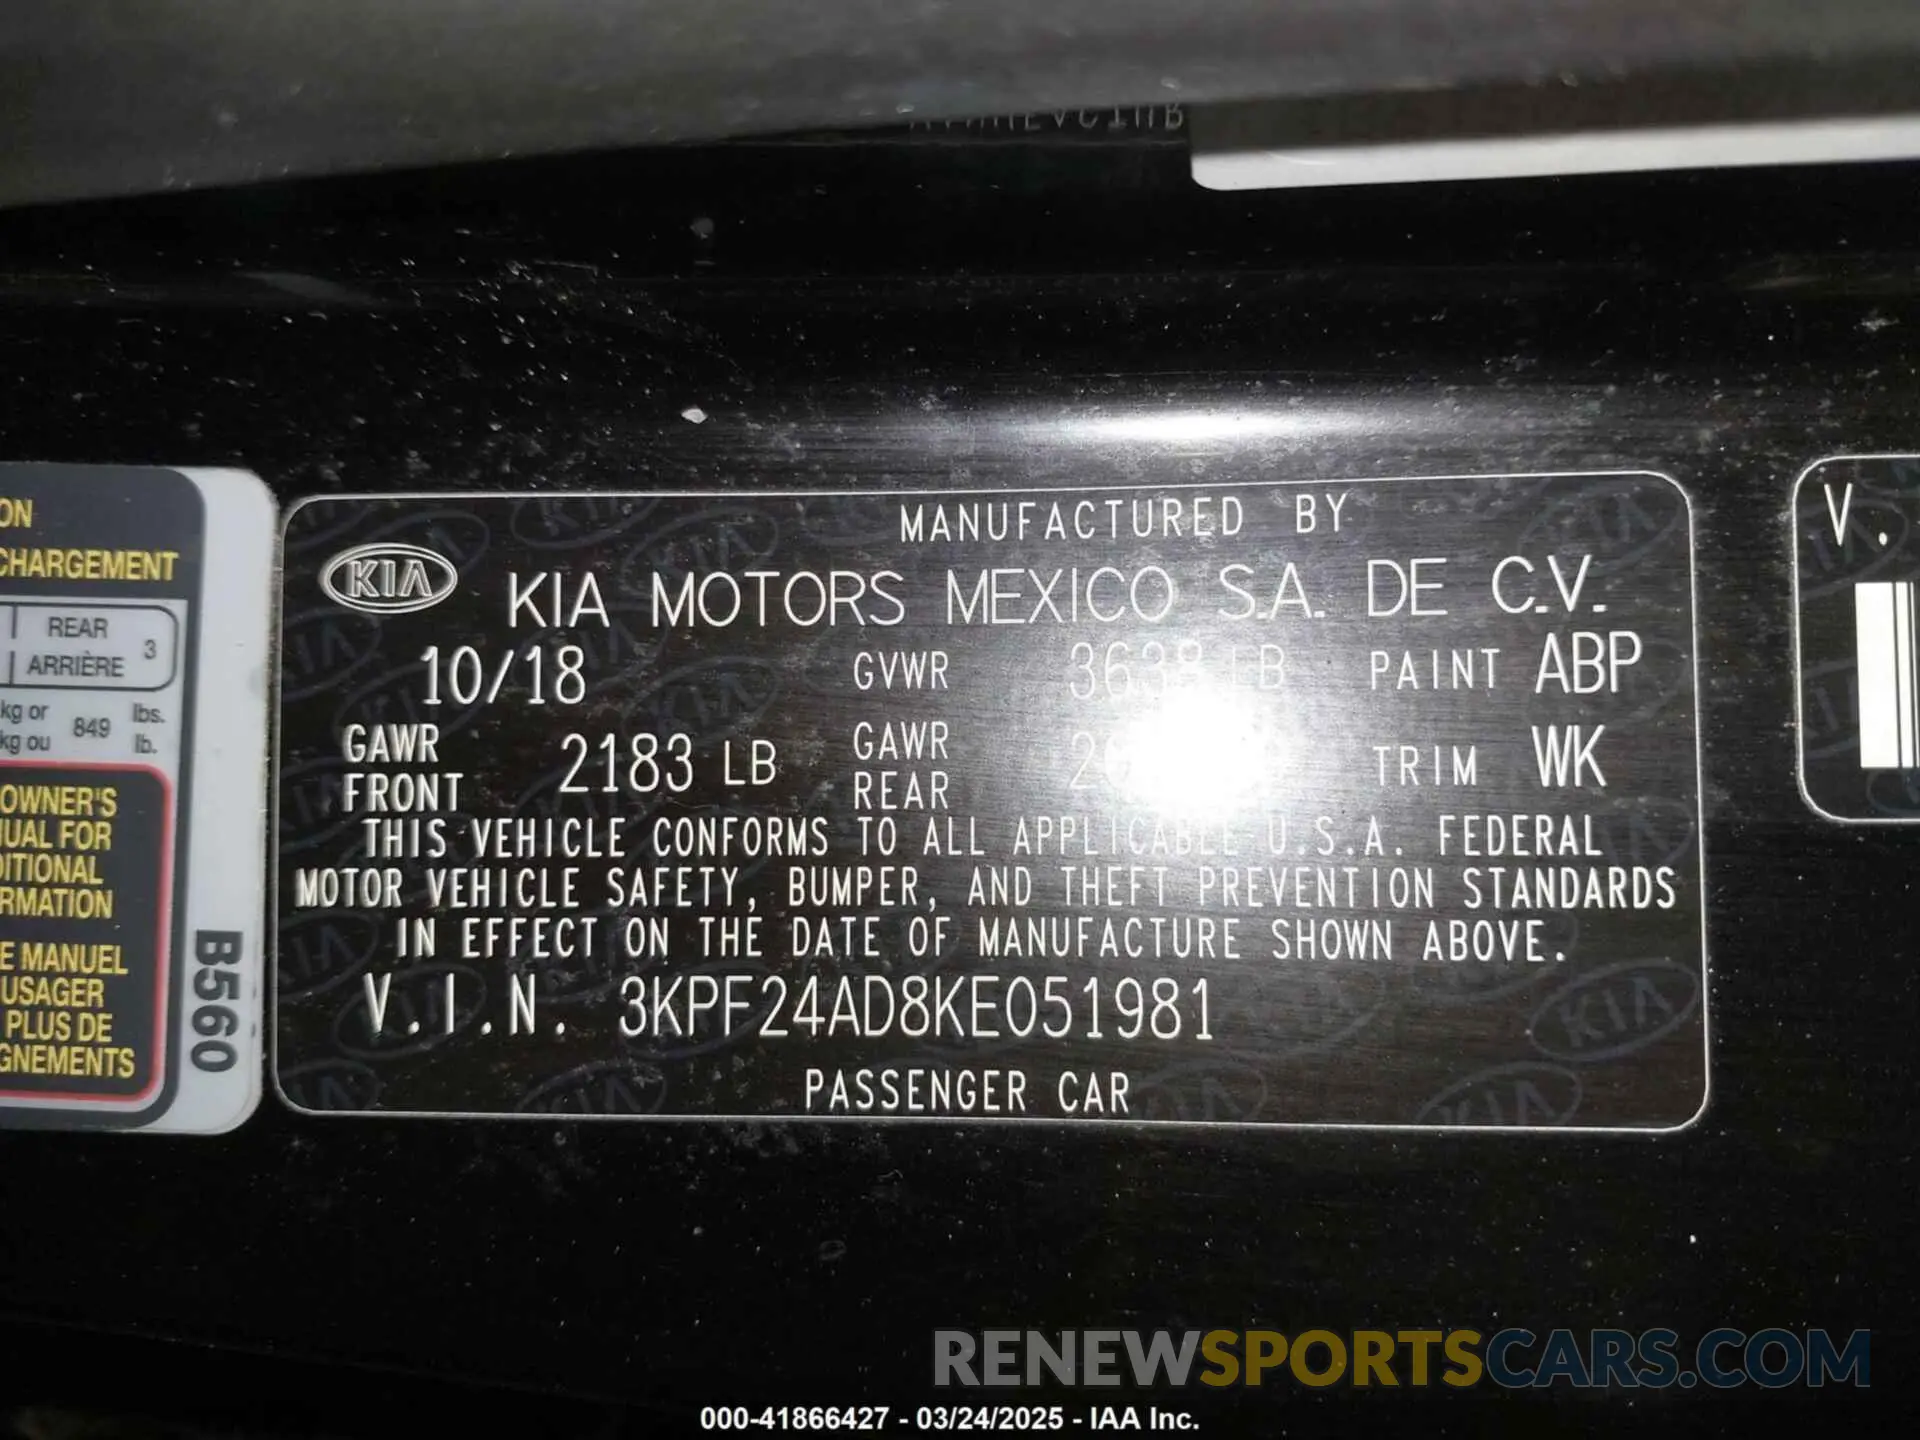 ON
CHARGEMENT
REAR 3
ARRIÈRE
kg or 849 lbs.
kg ou lb.
OWNER'S
NUAL FOR
DITIONAL
RMATION
E MANUEL
USAGER
PLUS DE
GNEMENTS
B560
MANUFACTURED BY
KIA KIA MOTORS MEXICO S.A. DE C.V.
10/18 GVWR LB PAINT ABP
GAWR FRONT 2183 LB GAWR REAR TRIM WK
THIS VEHICLE CONFORMS TO ALL APPLICABLE U.S.A. FEDERAL
MOTOR VEHICLE SAFETY, BUMPER, AND THEFT PREVENTION STANDARDS
IN EFFECT ON THE DATE OF MANUFACTURE SHOWN ABOVE.
V.I.N. 3KPF24AD8KE051981
PASSENGER CAR
V.
RENEWSPORTSCARS.COM
000-41866427 - 03/24/2025 - IAA Inc.